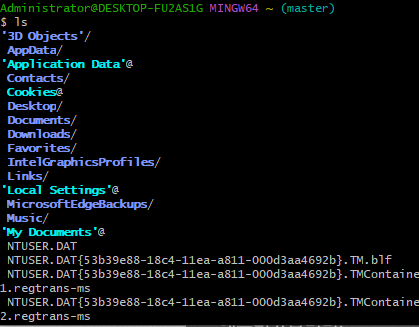 Administrator@DESKTOP-FU2AS1G MINGW64 ~ (master)
$ ls
'3D Objects'/
AppData/
'Application Data'@
Contacts/
Cookies@
Desktop/
Documents/
Downloads/
Favorites/
IntelGraphicsProfiles/
Links/
'Local Settings'@
MicrosoftEdgeBackups/
Music/
'My Documents'@
NTUSER.DAT
NTUSER.DAT{53b39e88-18c4-11ea-a811-000d3aa4692b}.TM.blf
NTUSER.DAT{53b39e88-18c4-11ea-a811-000d3aa4692b}.TMContaine
1.regtrans-ms
NTUSER.DAT{53b39e88-18c4-11ea-a811-000d3aa4692b}.TMContaine
2.regtrans-ms